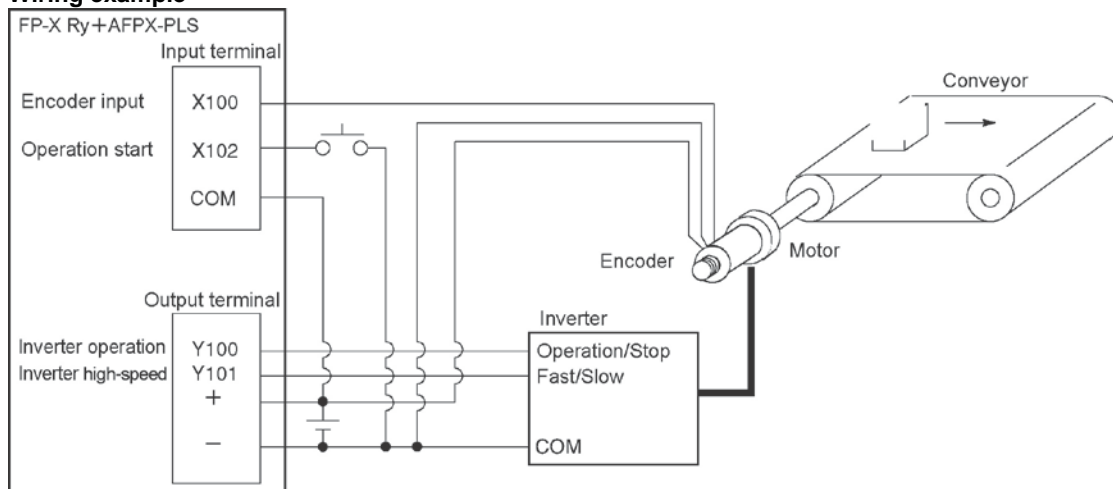 Wiring example
FP-X Ry+AFPX-PLS
Input terminal
Encoder input X100
Operation start X102
COM
Conveyor
Encoder
Motor
Output terminal
Inverter operation Y100
Inverter high-speed Y101
+
−
Inverter
Operation/Stop
Fast/Slow
COM